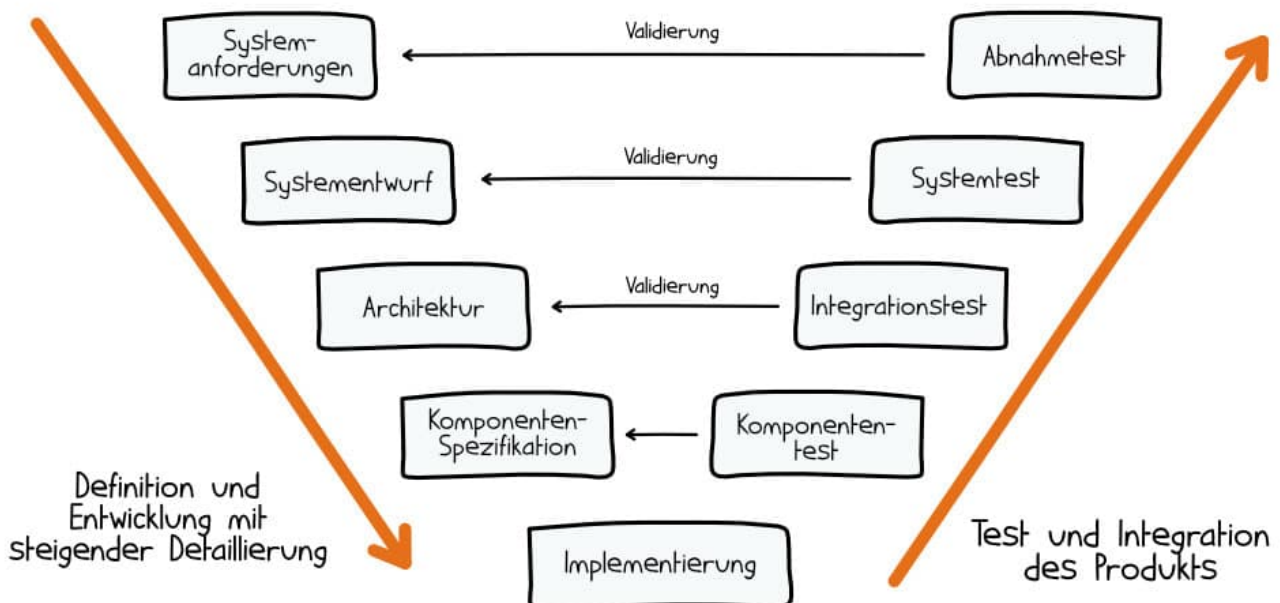 System-
anforderungen
Validierung
Abnahmetest
Systementwurf
Validierung
Systemtest
Architektur
Validierung
Integrationstest
Komponenten-
Spezifikation
Komponenten-
test
Definition und
Entwicklung mit
steigender Detaillierung
Implementierung
Test und Integration
des Produkts